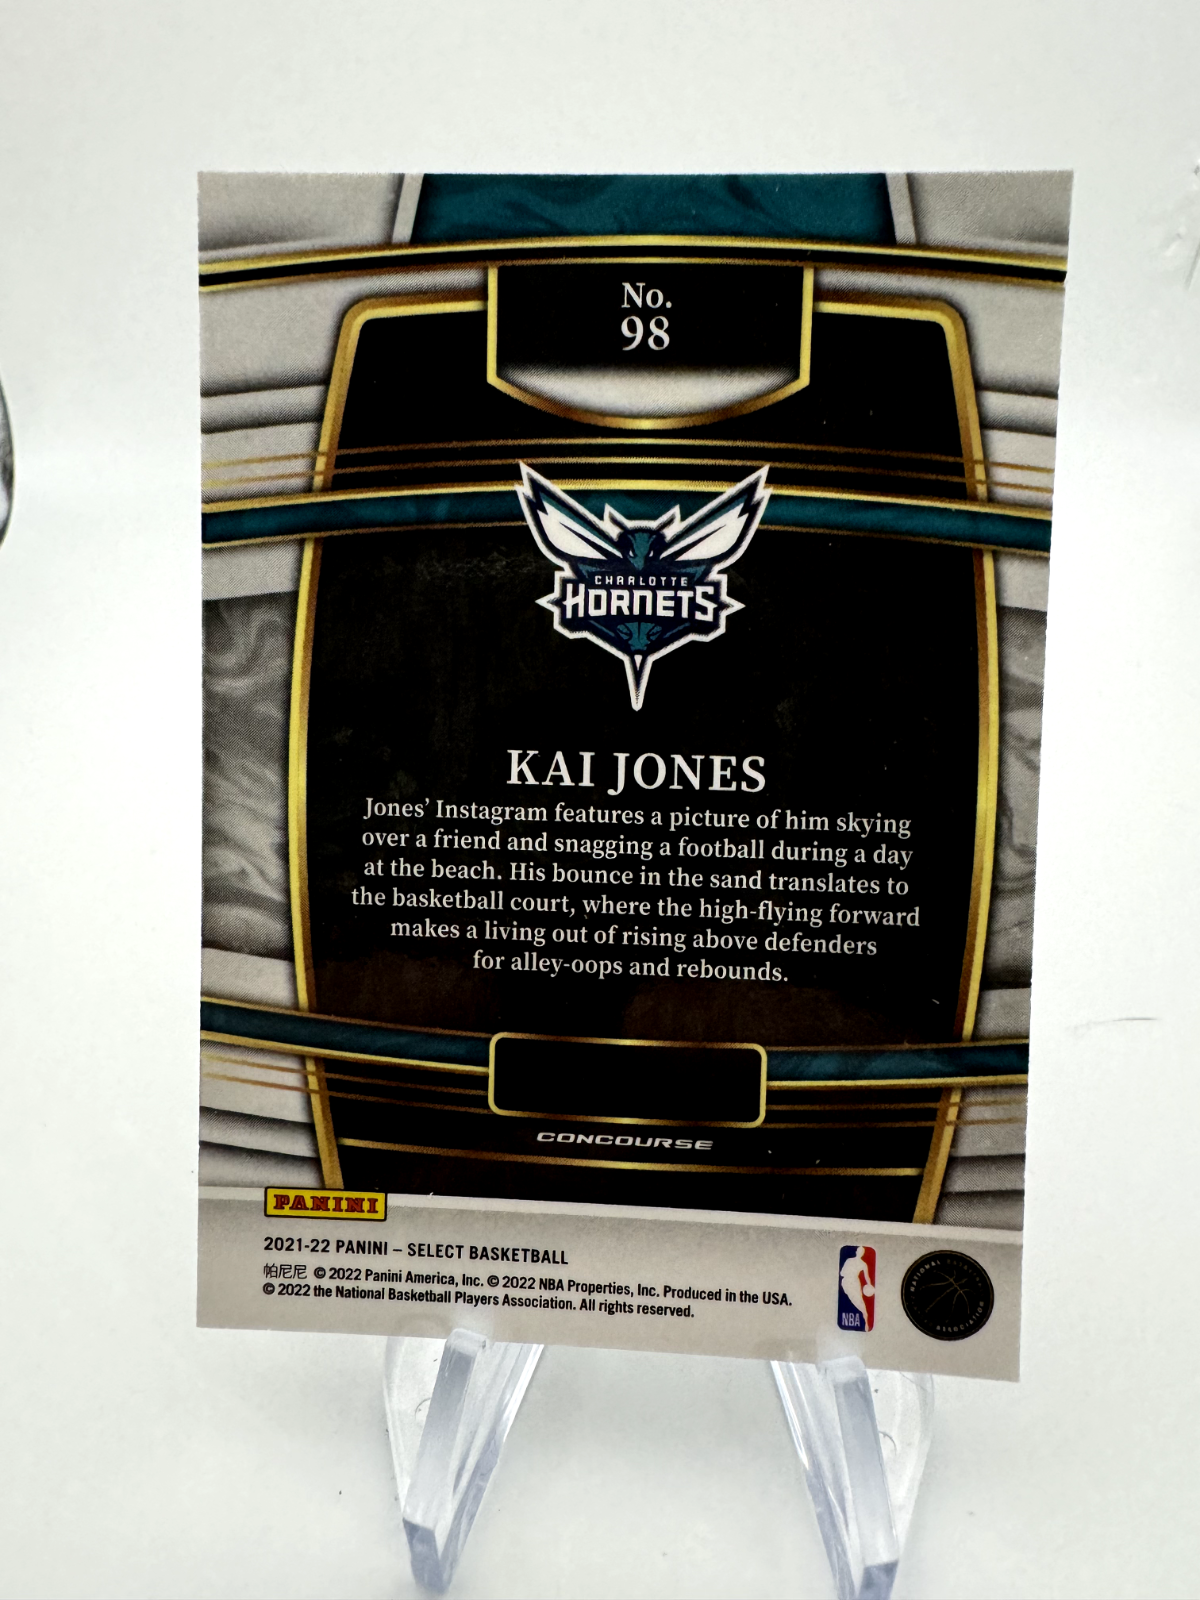 No.
98
CHARLOTTE
HORNETS
KAI JONES
Jones’ Instagram features a picture of him skying
over a friend and snagging a football during a day
at the beach. His bounce in the sand translates to
the basketball court, where the high-flying forward
makes a living out of rising above defenders
for alley-oops and rebounds.
CONCOURSE
PANINI
2021-22 PANINI – SELECT BASKETBALL
帕尼尼 © 2022 Panini America, Inc. © 2022 NBA Properties, Inc. Produced in the USA.
© 2022 the National Basketball Players Association. All rights reserved.
NBA
NATIONAL
ASSOCIATION